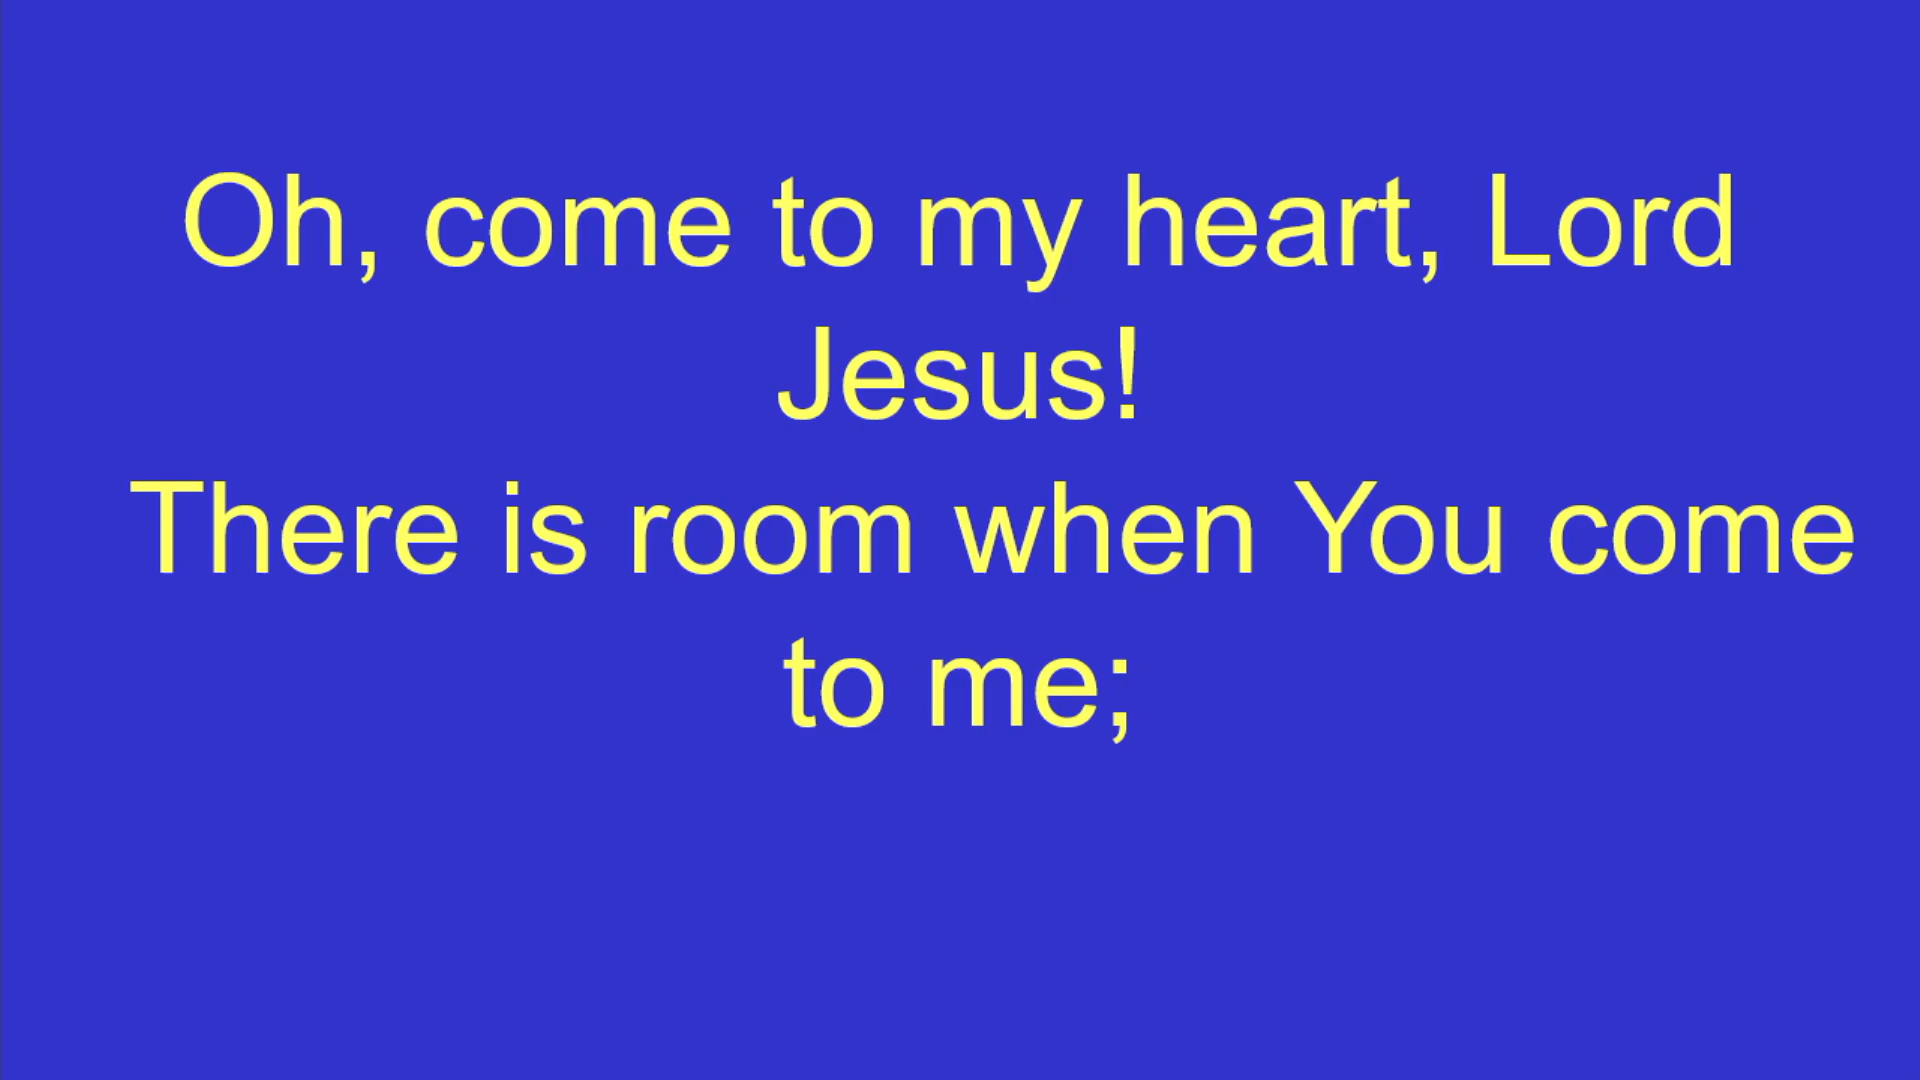 Oh, come to my heart, Lord
Jesus!
There is room when You come
to me;